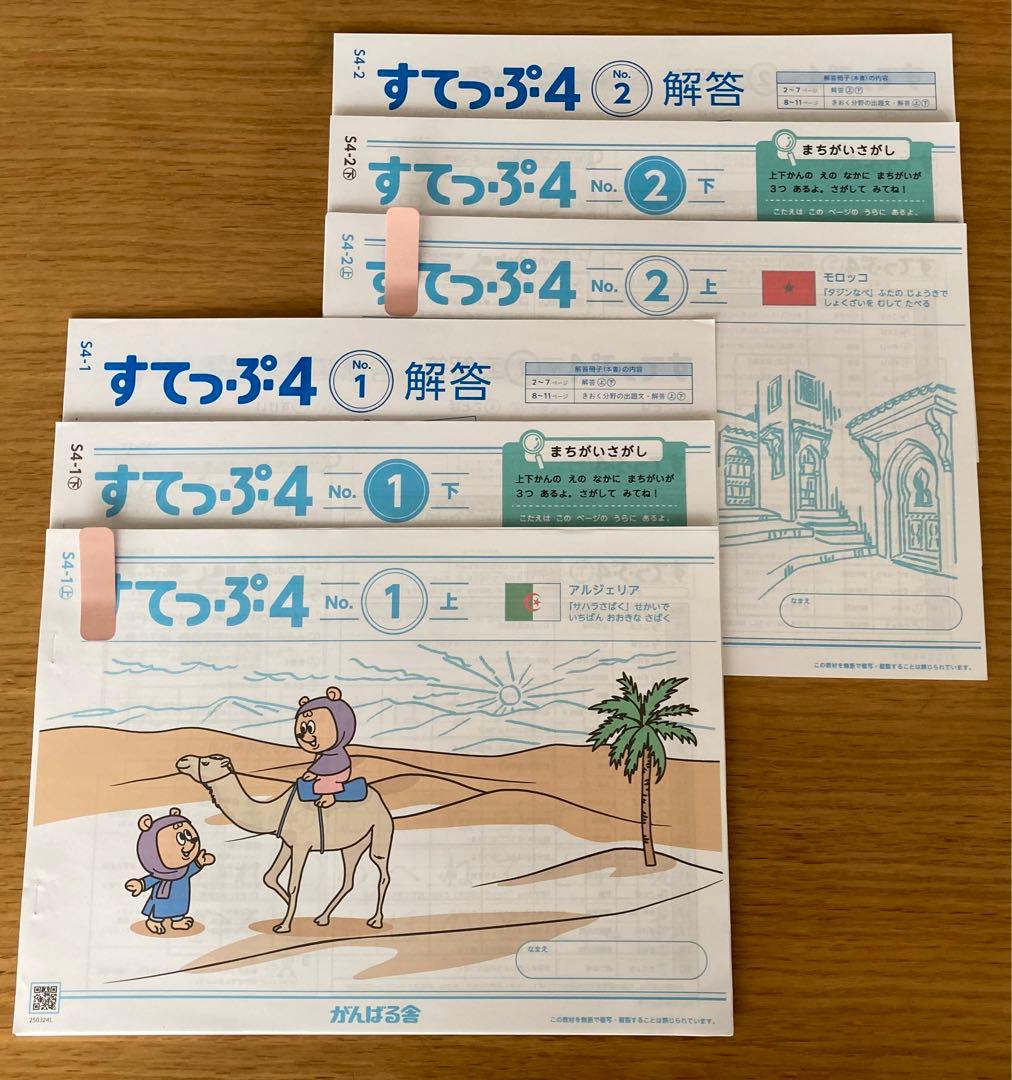 S4-2
すてっぷ4 No. 2 解答
解答冊子(本書)の内容
2~7ページ 解答㊤㊦
8~11ページ きおく分野の出題文・解答㊤㊦
S4-2㊦
すてっぷ4 No. 2 下
まちがいさがし
上下かんの えの なかに まちがいが
3つ あるよ。さがして みてね!
こたえは この ページの うらに あるよ。
S4-2㊤
すてっぷ4 No. 2 上
モロッコ
「タジンなべ」ふたの じょうきで
しょくざいを むして たべる
なまえ
この教材を無断で複写・複製することは禁じられています。
S4-1
すてっぷ4 No. 1 解答
解答冊子(本書)の内容
2~7ページ 解答㊤㊦
8~11ページ きおく分野の出題文・解答㊤㊦
S4-1㊦
すてっぷ4 No. 1 下
まちがいさがし
上下かんの えの なかに まちがいが
3つ あるよ。さがして みてね!
こたえは この ページの うらに あるよ。
S4-1㊤
すてっぷ4 No. 1 上
アルジェリア
「サハラさばく」せかいで
いちばん おおきな さばく
なまえ
250324L
がんばる舎
この教材を無断で複写・複製することは禁じられています。